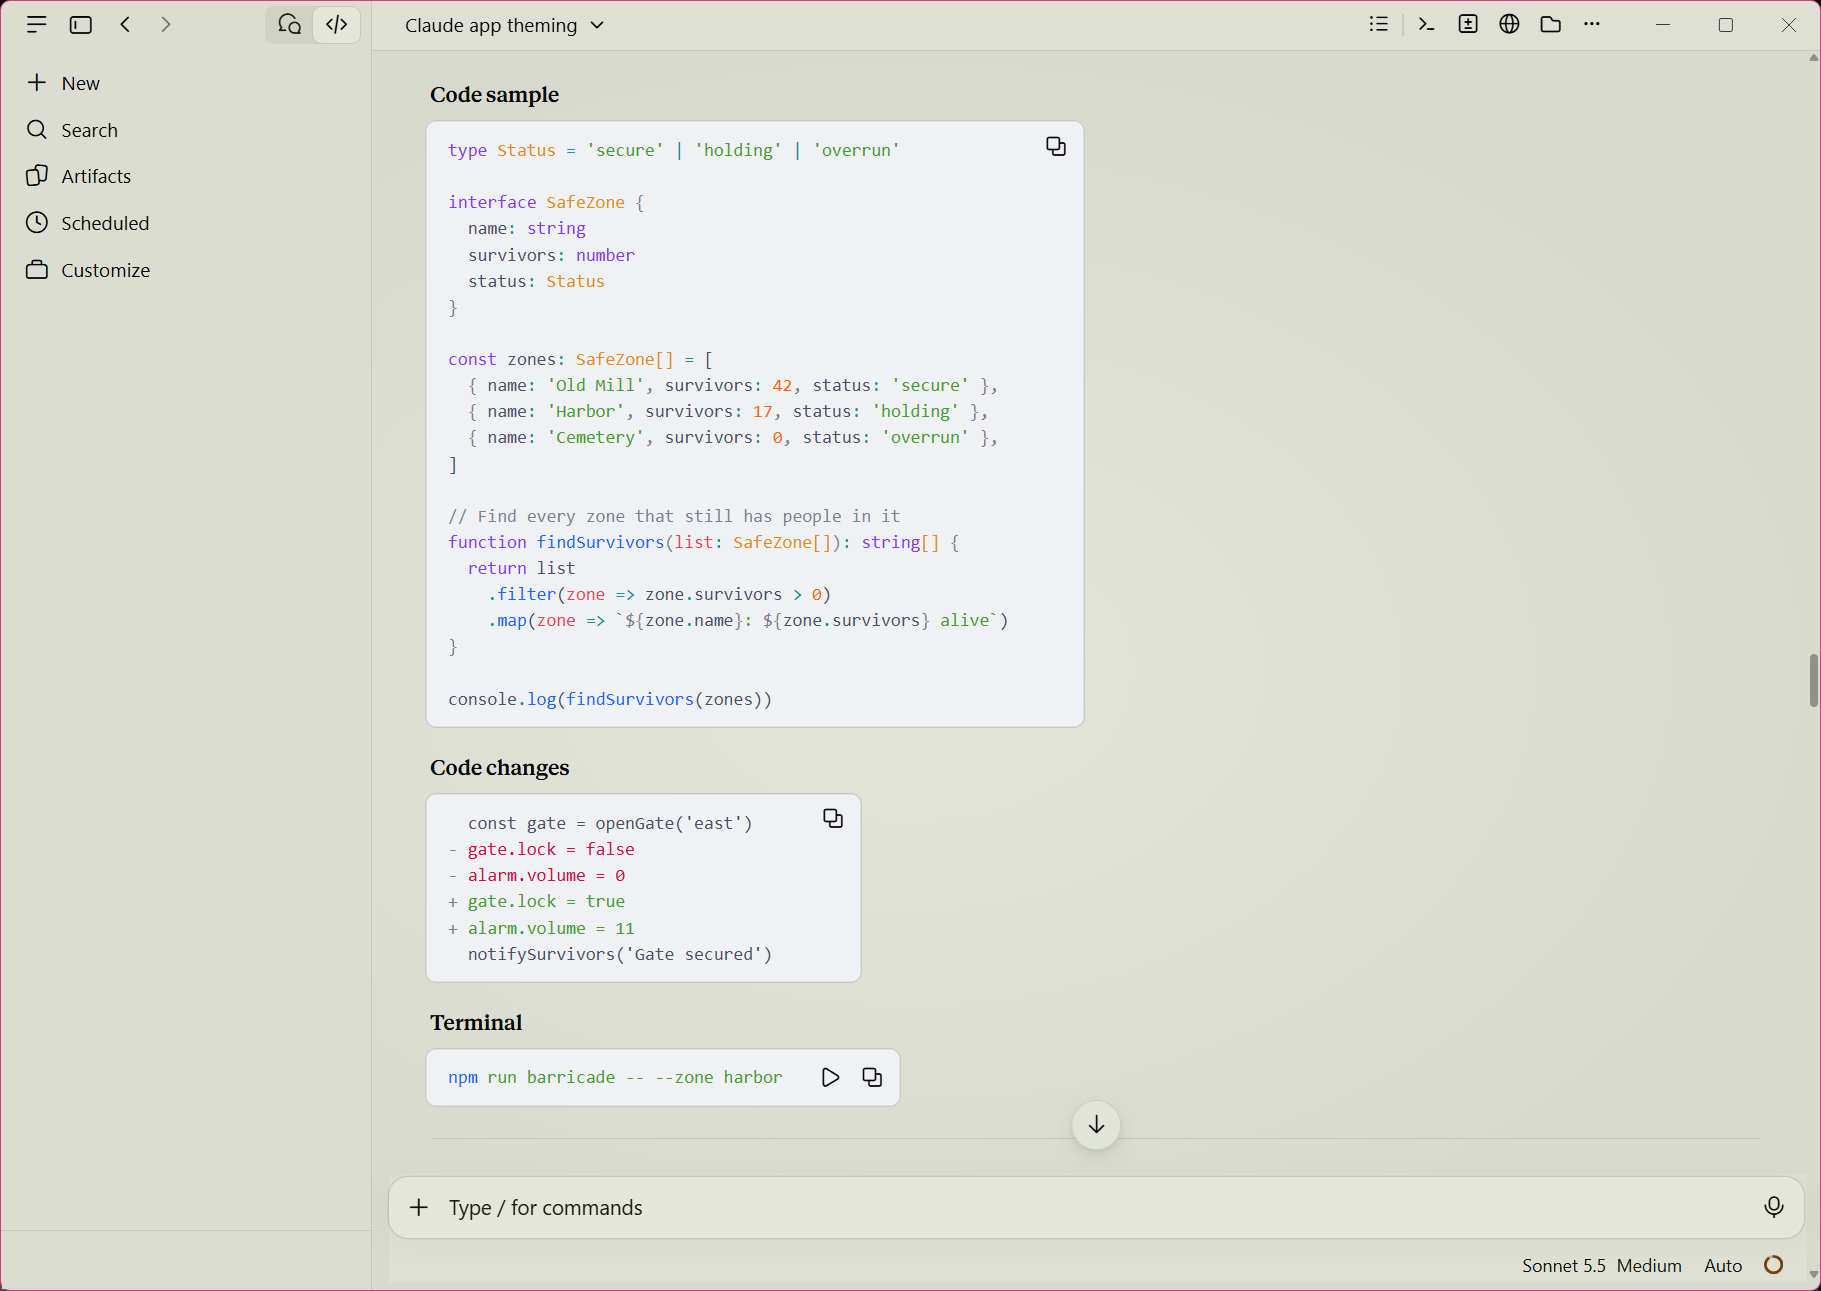 Claude app theming
New
Search
Artifacts
Scheduled
Customize
Code sample
type Status = 'secure' | 'holding' | 'overrun'
interface SafeZone {
  name: string
  survivors: number
  status: Status
}
const zones: SafeZone[] = [
  { name: 'Old Mill', survivors: 42, status: 'secure' },
  { name: 'Harbor', survivors: 17, status: 'holding' },
  { name: 'Cemetery', survivors: 0, status: 'overrun' },
]
// Find every zone that still has people in it
function findSurvivors(list: SafeZone[]): string[] {
  return list
    .filter(zone => zone.survivors > 0)
    .map(zone => `${zone.name}: ${zone.survivors} alive`)
}
console.log(findSurvivors(zones))
Code changes
  const gate = openGate('east')
- gate.lock = false
- alarm.volume = 0
+ gate.lock = true
+ alarm.volume = 11
  notifySurvivors('Gate secured')
Terminal
npm run barricade -- --zone harbor
Type / for commands
Sonnet 5.5 Medium Auto